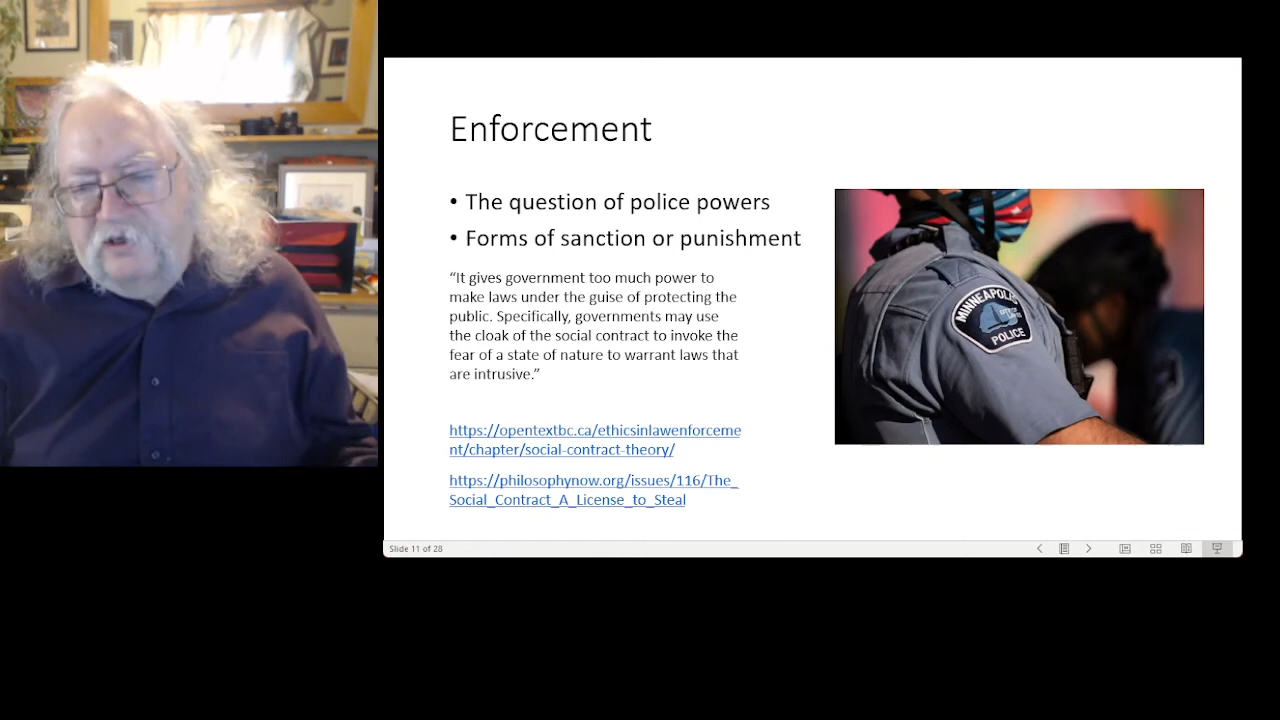 Enforcement
• The question of police powers
• Forms of sanction or punishment
“It gives government too much power to
make laws under the guise of protecting the
public. Specifically, governments may use
the cloak of the social contract to invoke the
fear of a state of nature to warrant laws that
are intrusive.”
https://opentextbc.ca/ethicsinlawenforceme
nt/chapter/social-contract-theory/
https://philosophynow.org/issues/116/The_
Social_Contract_A_License_to_Steal
MINNEAPOLIS
POLICE
Slide 11 of 28